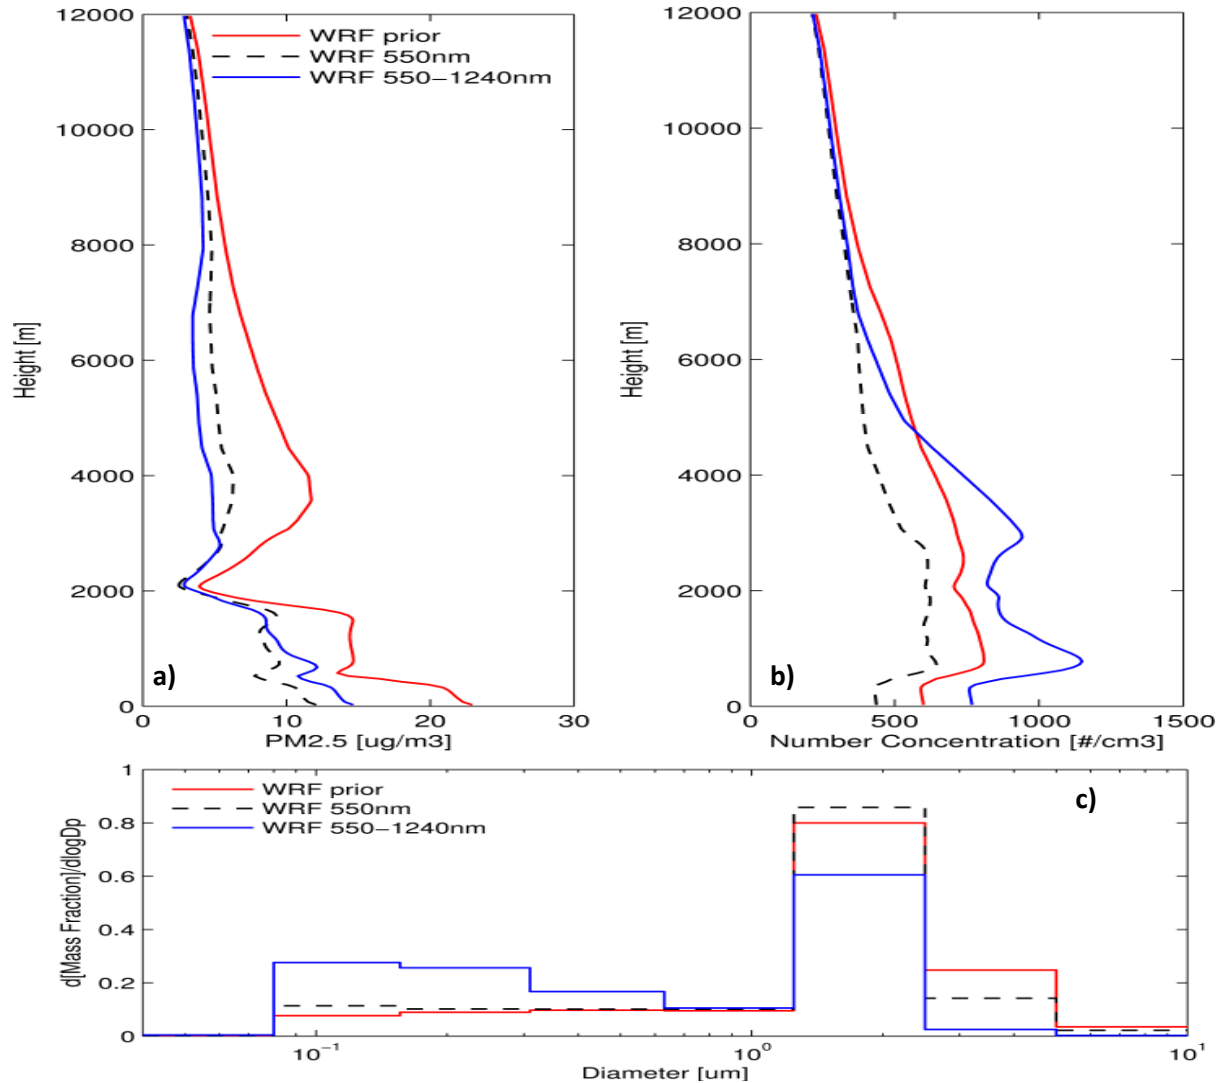 12000
10000
8000
6000
4000
2000
0
Height [m]
WRF prior
WRF 550nm
WRF 550-1240nm
a)
0 10 20 30
PM2.5 [ug/m3]
12000
10000
8000
6000
4000
2000
0
Height [m]
b)
0 500 1000 1500
Number Concentration [#/cm3]
1
0.8
0.6
0.4
0.2
0
d[Mass Fraction]/dlogDp
WRF prior
WRF 550nm
WRF 550-1240nm
c)
10⁻¹ 10⁰ 10
Diameter [um]